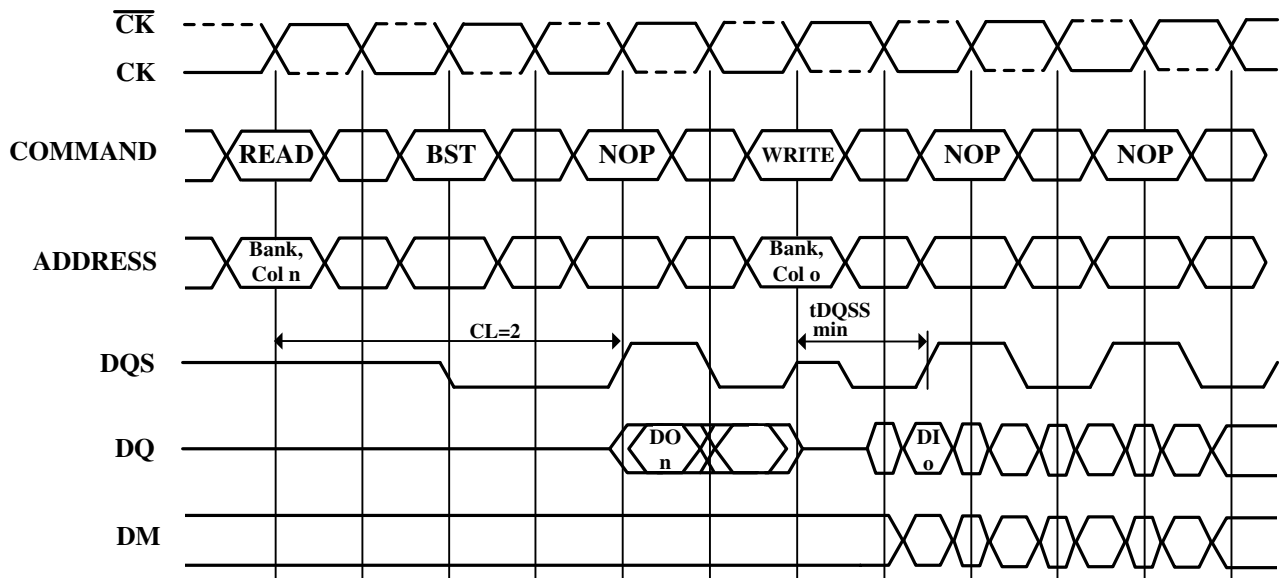 CK
CK
COMMAND
READ
BST
NOP
WRITE
NOP
NOP
ADDRESS
Bank,
Col n
Bank,
Col o
CL=2
tDQSS
min
DQS
DQ
DO
n
DI
o
DM